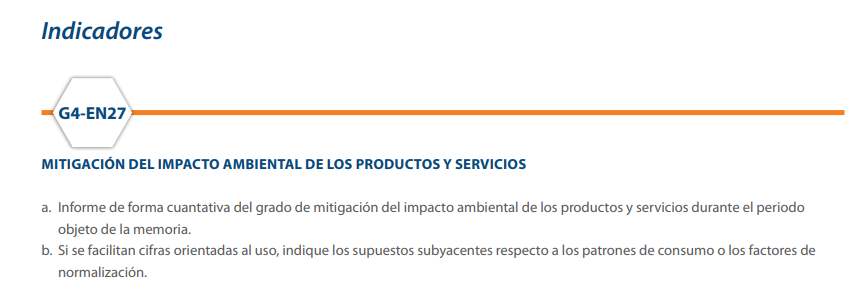 Indicadores
G4-EN27
MITIGACIÓN DEL IMPACTO AMBIENTAL DE LOS PRODUCTOS Y SERVICIOS
a. Informe de forma cuantativa del grado de mitigación del impacto ambiental de los productos y servicios durante el periodo
objeto de la memoria.
b. Si se facilitan cifras orientadas al uso, indique los supuestos subyacentes respecto a los patrones de consumo o los factores de
normalización.